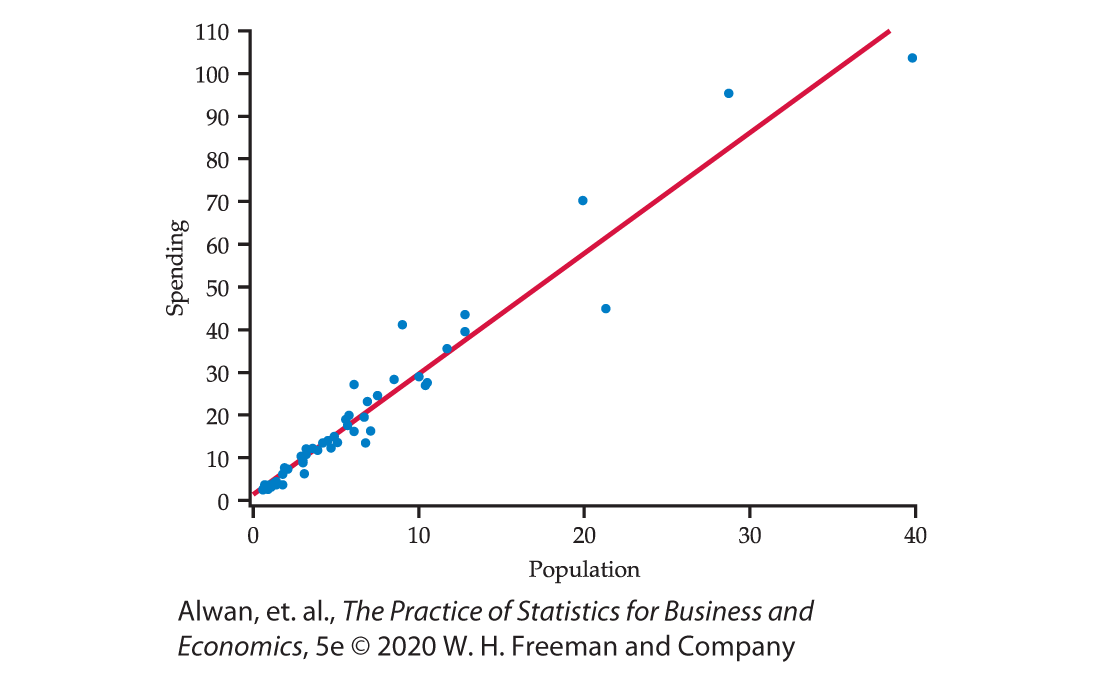 110
100
90
80
70
60
50
40
30
20
10
0
Spending
0 10 20 30 40
Population
Alwan, et. al., The Practice of Statistics for Business and
Economics, 5e © 2020 W. H. Freeman and Company